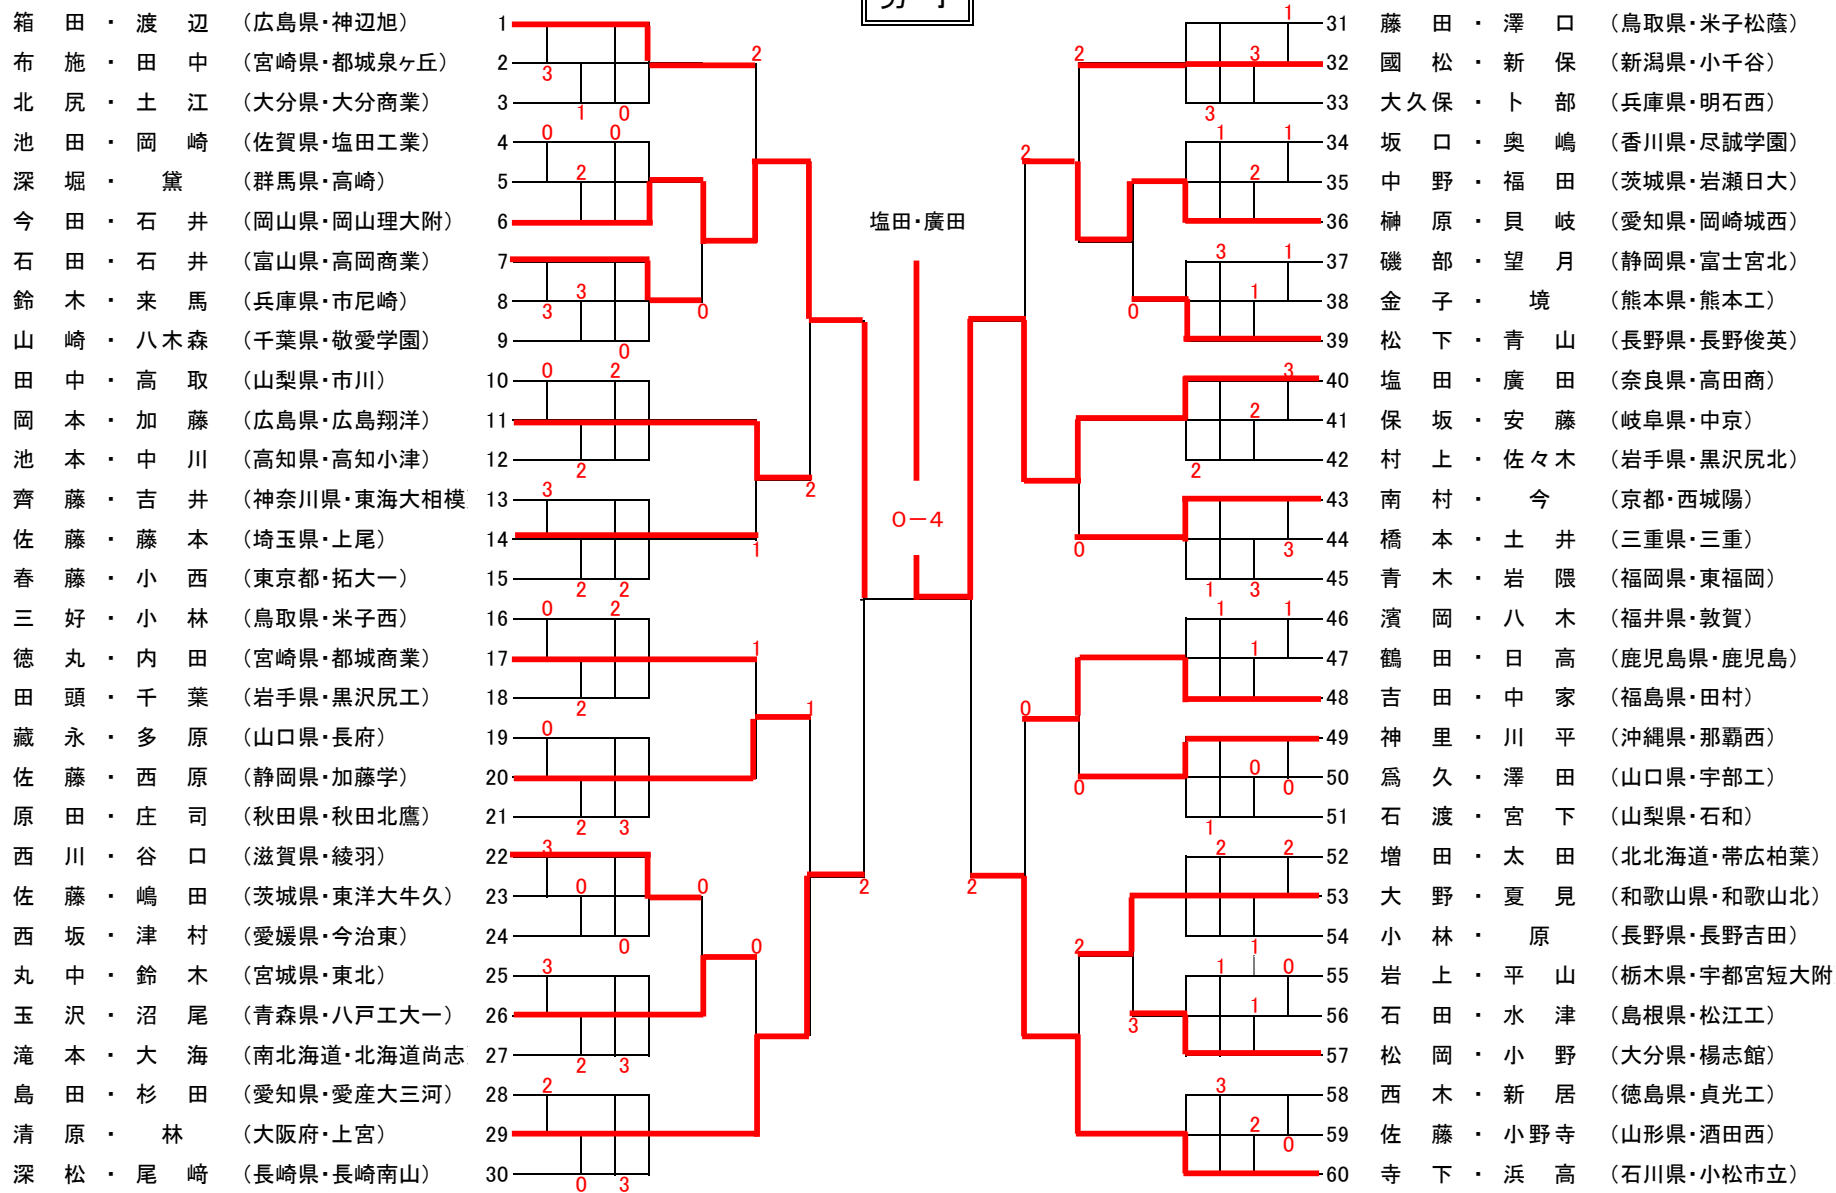 箱田・渡辺 （広島県・神辺旭） 1
布施・田中 （宮崎県・都城泉ヶ丘） 2
北尻・土江 （大分県・大分商業） 3
池田・岡崎 （佐賀県・塩田工業） 4
深堀・黛 （群馬県・高崎） 5
今田・石井 （岡山県・岡山理大附） 6
石田・石井 （富山県・高岡商業） 7
鈴木・来馬 （兵庫県・市尼崎） 8
山崎・八木森 （千葉県・敬愛学園） 9
田中・高取 （山梨県・市川） 10
岡本・加藤 （広島県・広島翔洋） 11
池本・中川 （高知県・高知小津） 12
齊藤・吉井 （神奈川県・東海大相模 13
佐藤・藤本 （埼玉県・上尾） 14
春藤・小西 （東京都・拓大一） 15
三好・小林 （鳥取県・米子西） 16
徳丸・内田 （宮崎県・都城商業） 17
田頭・千葉 （岩手県・黒沢尻工） 18
藏永・多原 （山口県・長府） 19
佐藤・西原 （静岡県・加藤学） 20
原田・庄司 （秋田県・秋田北鷹） 21
西川・谷口 （滋賀県・綾羽） 22
佐藤・嶋田 （茨城県・東洋大牛久） 23
西坂・津村 （愛媛県・今治東） 24
丸中・鈴木 （宮城県・東北） 25
玉沢・沼尾 （青森県・八戸工大一） 26
滝本・大海 （南北海道・北海道尚志 27
島田・杉田 （愛知県・愛産大三河） 28
清原・林 （大阪府・上宮） 29
深松・尾﨑 （長崎県・長崎南山） 30
塩田・廣田
0－4
31 藤田・澤口 （鳥取県・米子松蔭）
32 國松・新保 （新潟県・小千谷）
33 大久保・卜部 （兵庫県・明石西）
34 坂口・奥嶋 （香川県・尽誠学園）
35 中野・福田 （茨城県・岩瀬日大）
36 榊原・貝岐 （愛知県・岡崎城西）
37 磯部・望月 （静岡県・富士宮北）
38 金子・境 （熊本県・熊本工）
39 松下・青山 （長野県・長野俊英）
40 塩田・廣田 （奈良県・高田商）
41 保坂・安藤 （岐阜県・中京）
42 村上・佐々木 （岩手県・黒沢尻北）
43 南村・今 （京都・西城陽）
44 橋本・土井 （三重県・三重）
45 青木・岩隈 （福岡県・東福岡）
46 濱岡・八木 （福井県・敦賀）
47 鶴田・日高 （鹿児島県・鹿児島）
48 吉田・中家 （福島県・田村）
49 神里・川平 （沖縄県・那覇西）
50 爲久・澤田 （山口県・宇部工）
51 石渡・宮下 （山梨県・石和）
52 増田・太田 （北北海道・帯広柏葉）
53 大野・夏見 （和歌山県・和歌山北）
54 小林・原 （長野県・長野吉田）
55 岩上・平山 （栃木県・宇都宮短大附
56 石田・水津 （島根県・松江工）
57 松岡・小野 （大分県・楊志館）
58 西木・新居 （徳島県・貞光工）
59 佐藤・小野寺 （山形県・酒田西）
60 寺下・浜高 （石川県・小松市立）